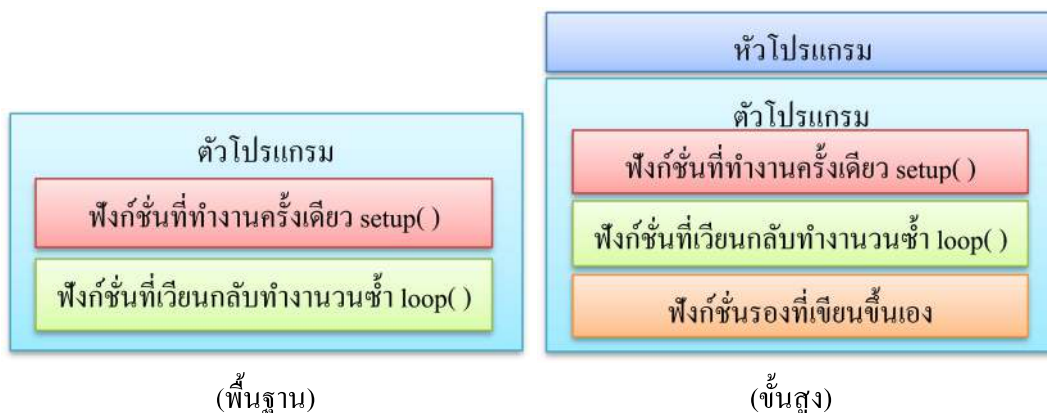 ตัวโปรแกรม
ฟังก์ชั่นที่ทำงานครั้งเดียว setup( )
ฟังก์ชั่นที่เวียนกลับทำงานวนซ้ำ loop( )
(พื้นฐาน)
หัวโปรแกรม
ตัวโปรแกรม
ฟังก์ชั่นที่ทำงานครั้งเดียว setup( )
ฟังก์ชั่นที่เวียนกลับทำงานวนซ้ำ loop( )
ฟังก์ชั่นรองที่เขียนขึ้นเอง
(ขั้นสูง)